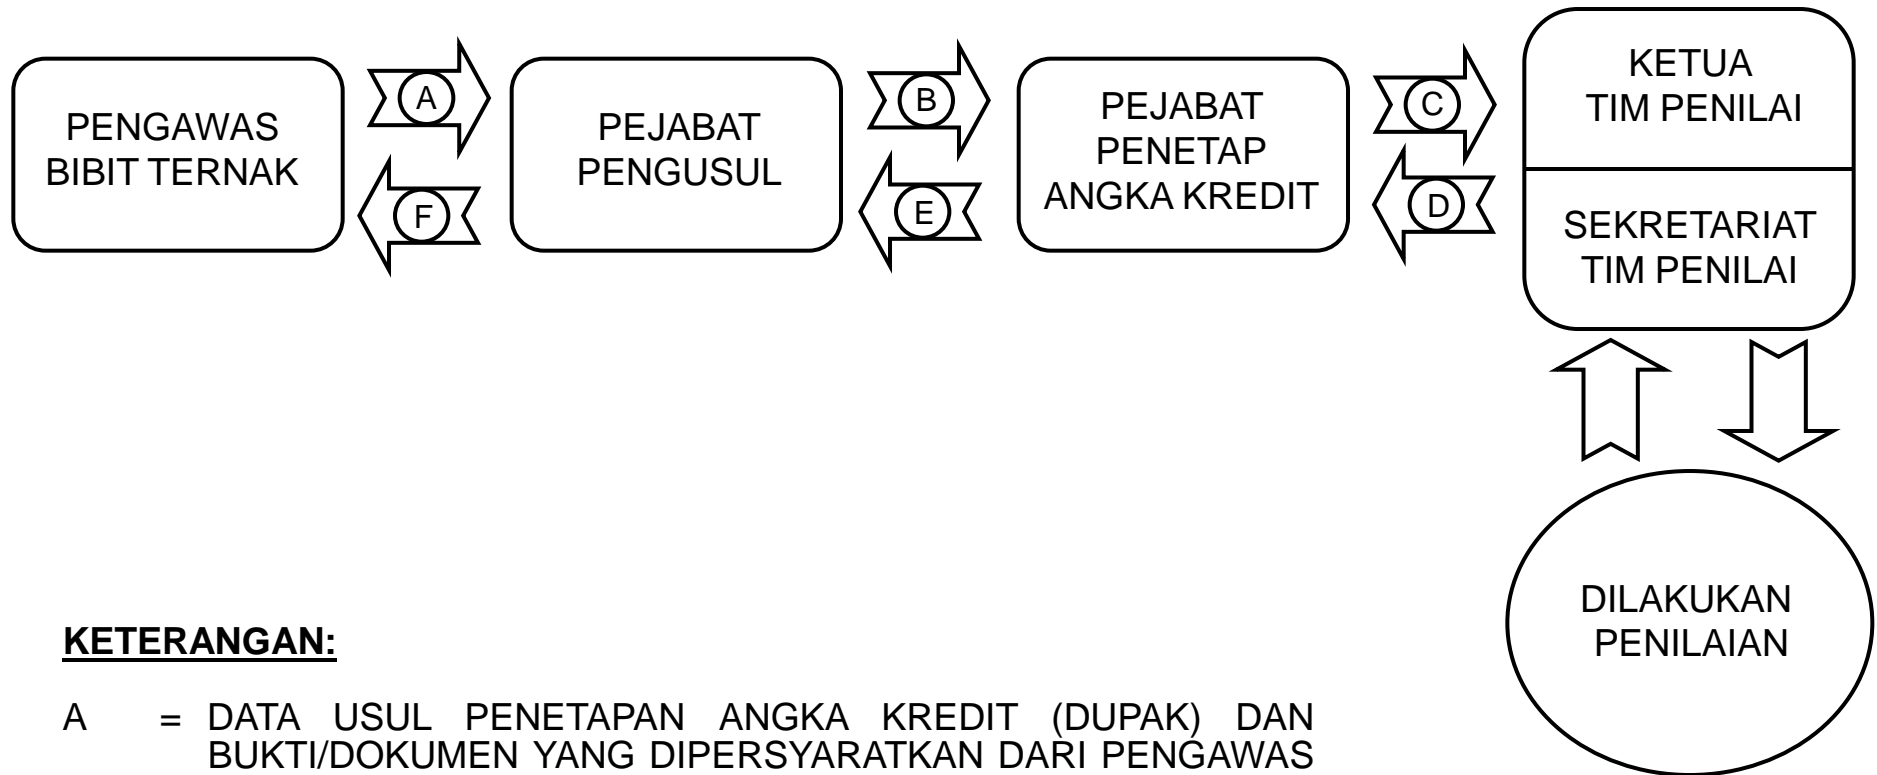 PENGAWAS
BIBIT TERNAK
A
F
PEJABAT
PENGUSUL
B
E
PEJABAT
PENETAP
ANGKA KREDIT
C
D
KETUA
TIM PENILAI
SEKRETARIAT
TIM PENILAI
DILAKUKAN
PENILAIAN
KETERANGAN:
A = DATA USUL PENETAPAN ANGKA KREDIT (DUPAK) DAN
BUKTI/DOKUMEN YANG DIPERSYARATKAN DARI PENGAWAS